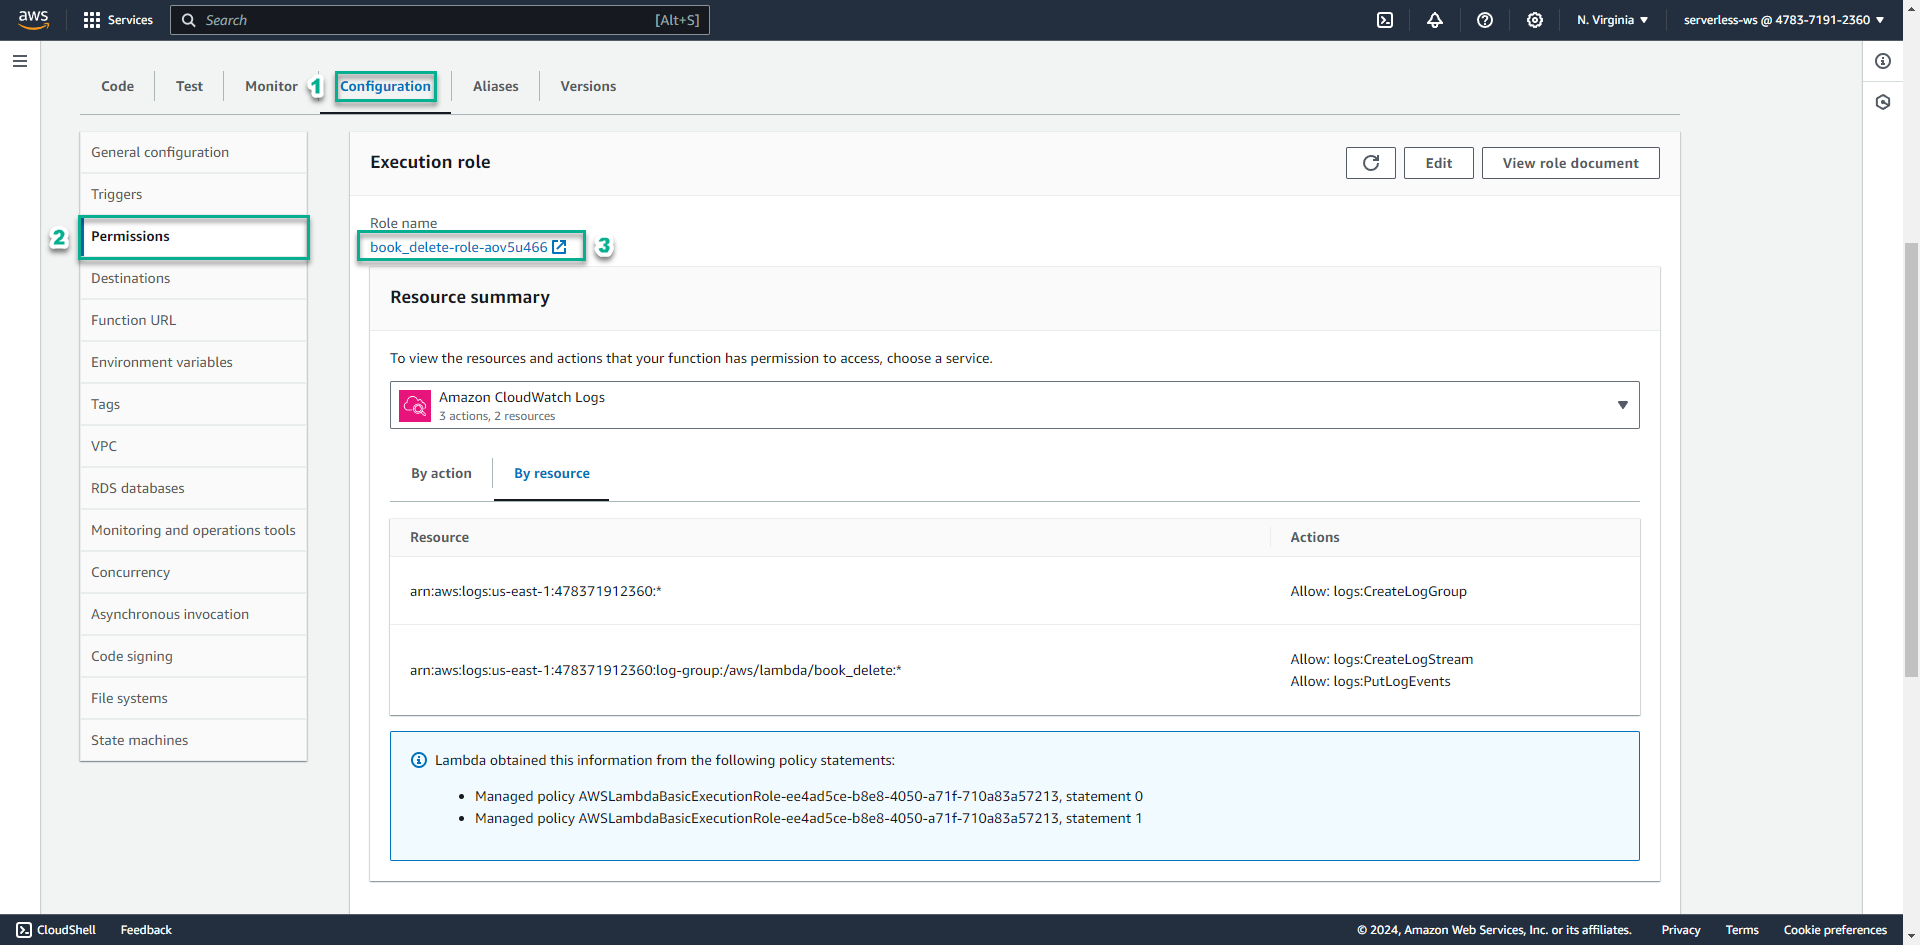 aws
Services
Search
[Alt+S]
N. Virginia
serverless-ws @ 4783-7191-2360
Code
Test
Monitor
1
Configuration
Aliases
Versions
General configuration
Triggers
2
Permissions
Destinations
Function URL
Environment variables
Tags
VPC
RDS databases
Monitoring and operations tools
Concurrency
Asynchronous invocation
Code signing
File systems
State machines
Execution role
Edit
View role document
Role name
book_delete-role-aov5u466
3
Resource summary
To view the resources and actions that your function has permission to access, choose a service.
Amazon CloudWatch Logs
3 actions, 2 resources
By action
By resource
Resource
Actions
arn:aws:logs:us-east-1:478371912360:*
Allow: logs:CreateLogGroup
arn:aws:logs:us-east-1:478371912360:log-group:/aws/lambda/book_delete:*
Allow: logs:CreateLogStream
Allow: logs:PutLogEvents
Lambda obtained this information from the following policy statements:
• Managed policy AWSLambdaBasicExecutionRole-ee4ad5ce-b8e8-4050-a71f-710a83a57213, statement 0
• Managed policy AWSLambdaBasicExecutionRole-ee4ad5ce-b8e8-4050-a71f-710a83a57213, statement 1
CloudShell
Feedback
© 2024, Amazon Web Services, Inc. or its affiliates.
Privacy
Terms
Cookie preferences